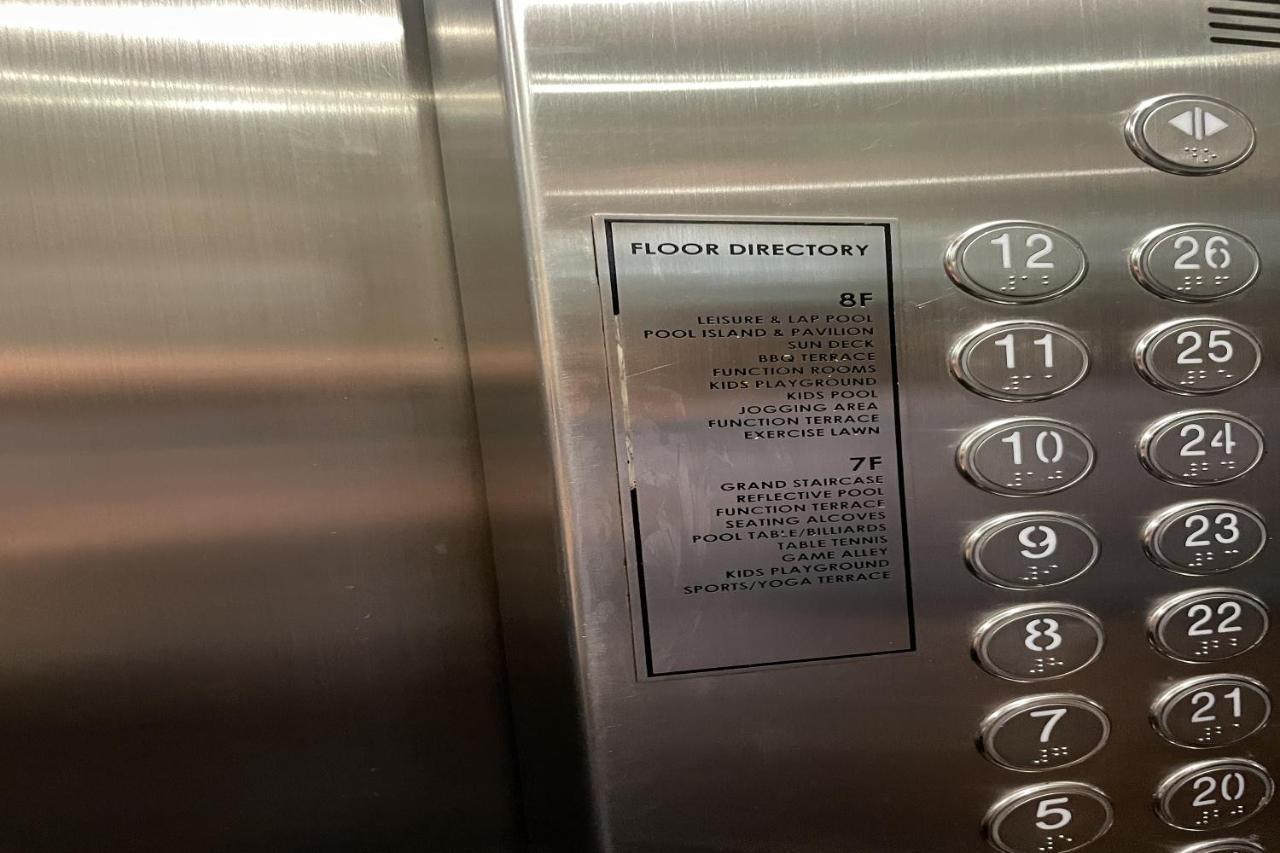 FLOOR DIRECTORY
8F
LEISURE & LAP POOL
POOL ISLAND & PAVILION
SUN DECK
BBQ TERRACE
FUNCTION ROOMS
KIDS PLAYGROUND
KIDS POOL
JOGGING AREA
FUNCTION TERRACE
EXERCISE LAWN
7F
GRAND STAIRCASE
REFLECTIVE POOL
FUNCTION TERRACE
SEATING ALCOVES
POOL TABLE/BILLIARDS
TABLE TENNIS
GAME ALLEY
KIDS PLAYGROUND
SPORTS/YOGA TERRACE
12 26
11 25
10 24
9 23
8 22
7 21
5 20